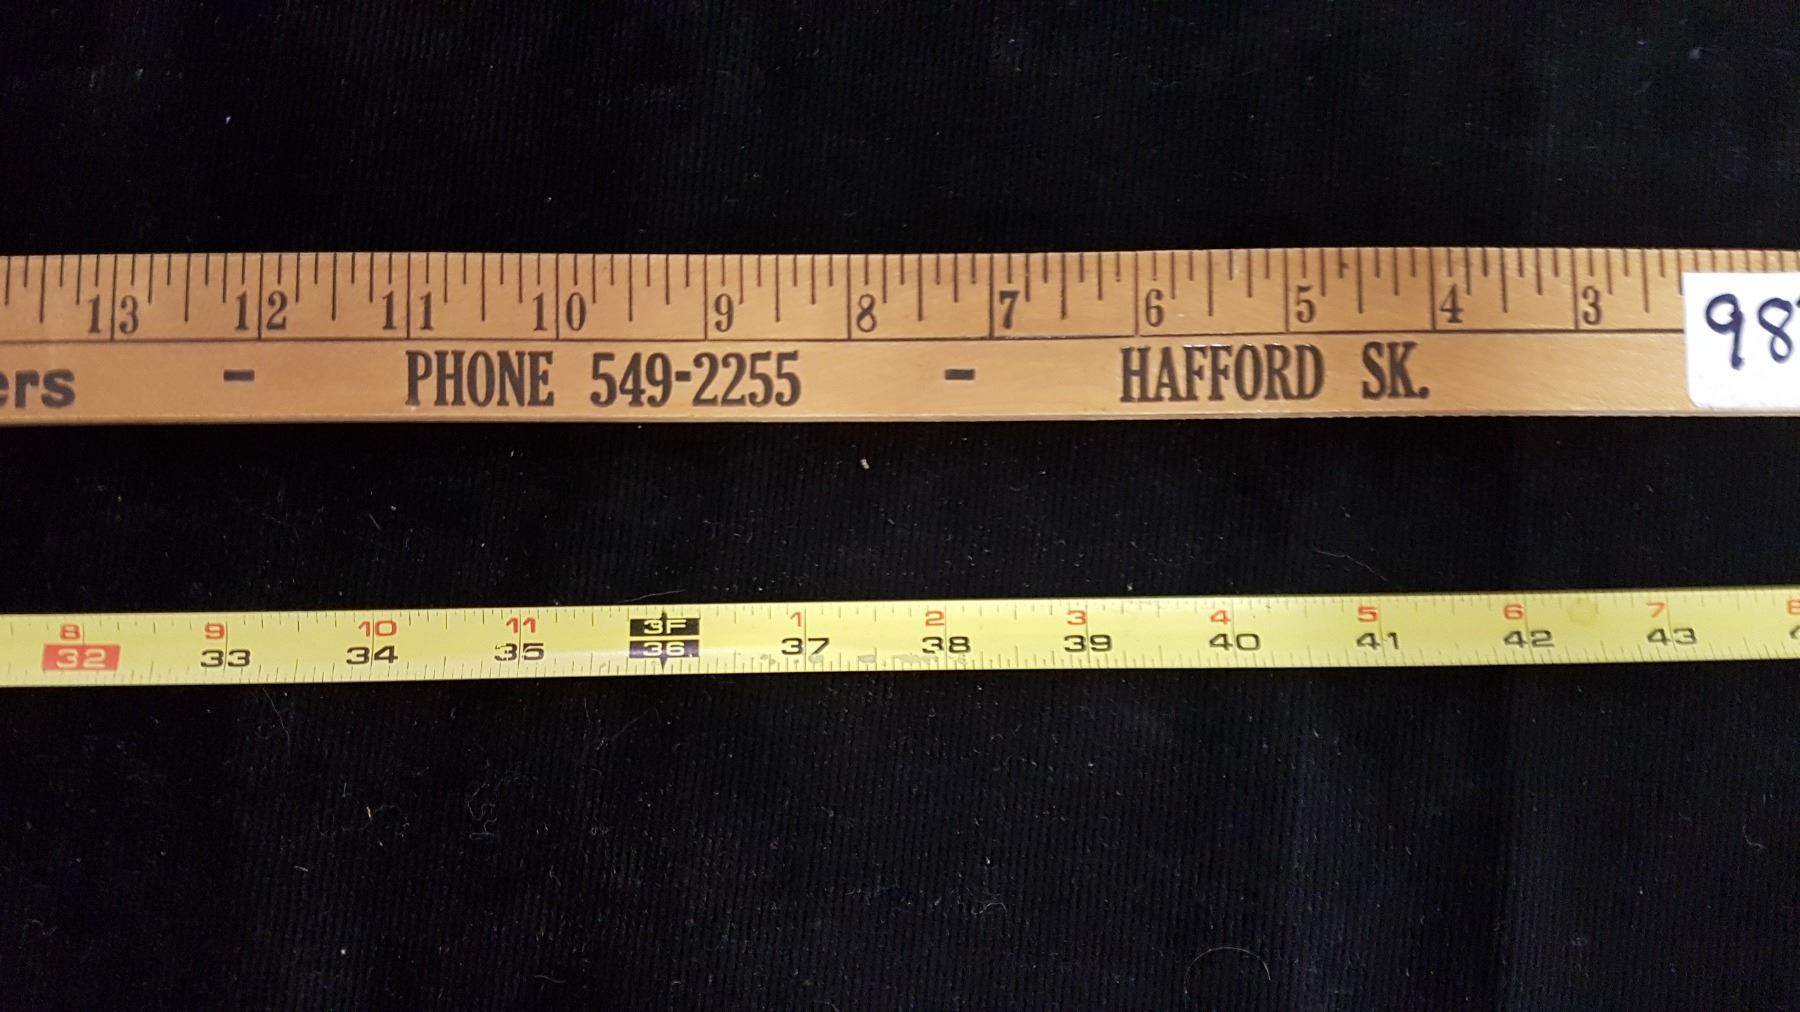 13 12 11 10 9 8 7 6 5 4 3
98
ers - PHONE 549-2255 - HAFFORD SK.
8 9 10 11 3F 1 2 3 4 5 6 7 8
32 33 34 35 36 37 38 39 40 41 42 43